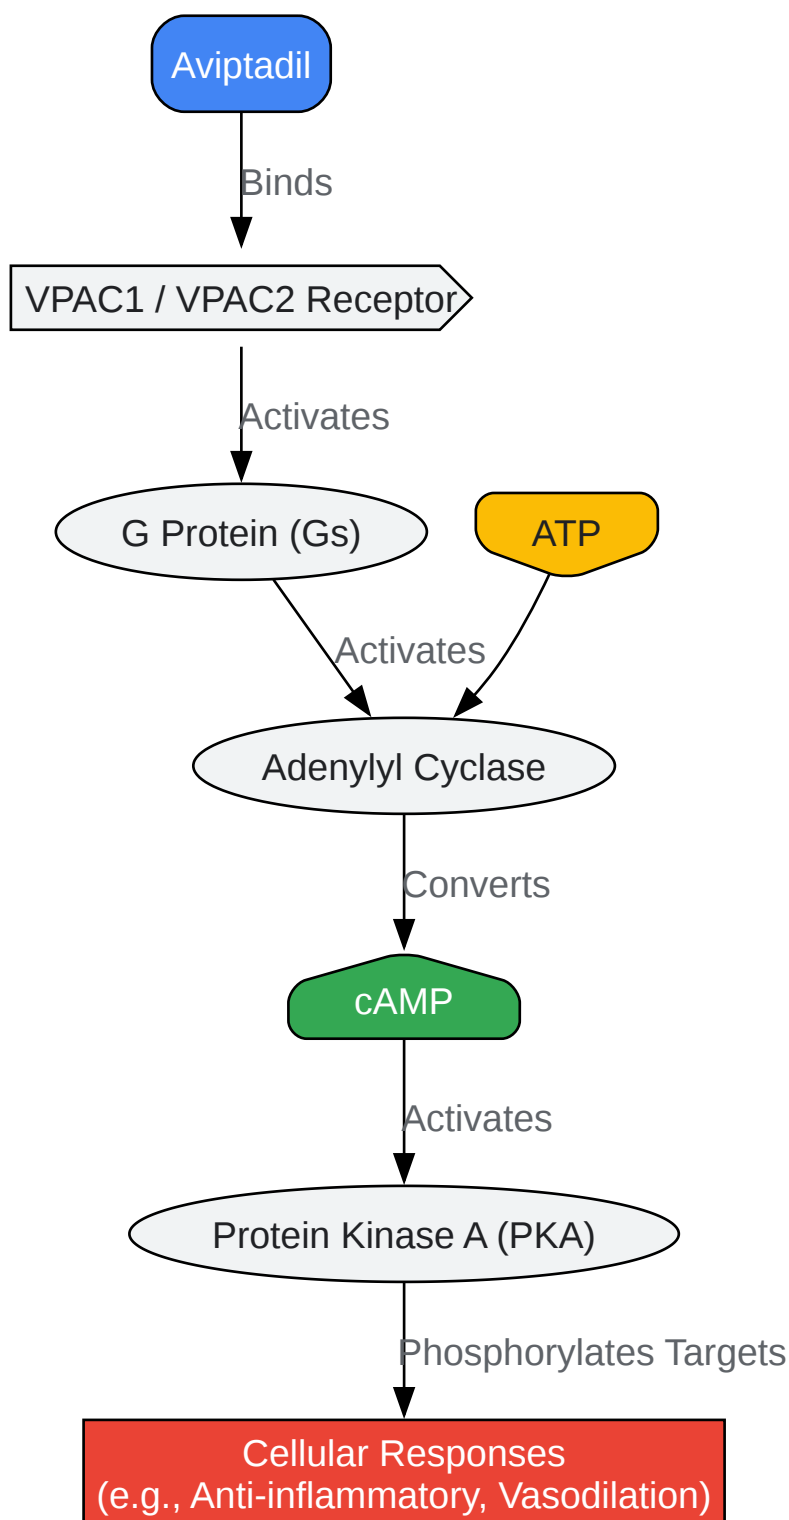 Aviptadil
Binds
VPAC1 / VPAC2 Receptor
Activates
G Protein (Gs)
ATP
Activates
Adenylyl Cyclase
Converts
cAMP
Activates
Protein Kinase A (PKA)
Phosphorylates Targets
Cellular Responses
(e.g., Anti-inflammatory, Vasodilation)